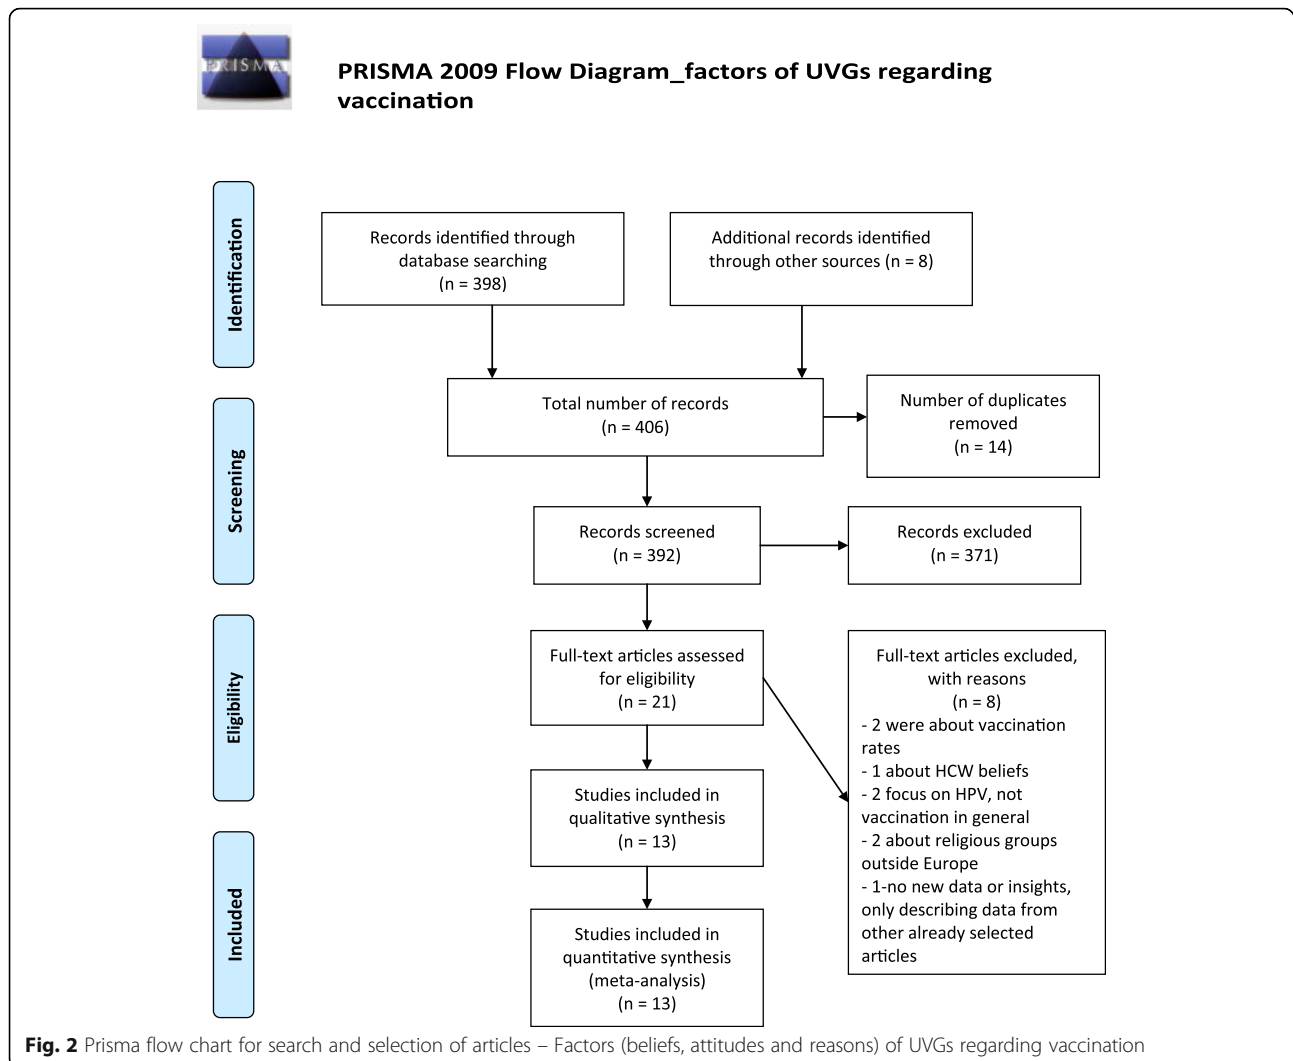 PRISMA
PRISMA 2009 Flow Diagram_factors of UVGs regarding
vaccination
Identification
Records identified through
database searching
(n = 398)
Additional records identified
through other sources (n = 8)
Total number of records
(n = 406)
Number of duplicates
removed
(n = 14)
Screening
Records screened
(n = 392)
Records excluded
(n = 371)
Eligibility
Full-text articles assessed
for eligibility
(n = 21)
Full-text articles excluded,
with reasons
(n = 8)
- 2 were about vaccination
rates
- 1 about HCW beliefs
- 2 focus on HPV, not
vaccination in general
- 2 about religious groups
outside Europe
- 1-no new data or insights,
only describing data from
other already selected
articles
Studies included in
qualitative synthesis
(n = 13)
Included
Studies included in
quantitative synthesis
(meta-analysis)
(n = 13)
Fig. 2 Prisma flow chart for search and selection of articles – Factors (beliefs, attitudes and reasons) of UVGs regarding vaccination